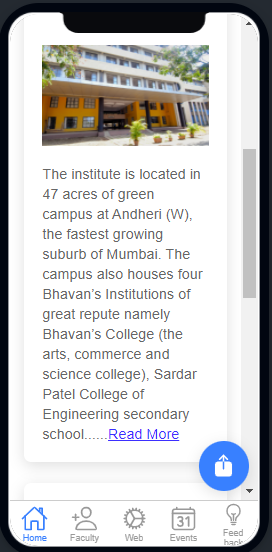 The institute is located in
47 acres of green
campus at Andheri (W),
the fastest growing
suburb of Mumbai. The
campus also houses four
Bhavan's Institutions of
great repute namely
Bhavan's College (the
arts, commerce and
science college), Sardar
Patel College of
Engineering secondary
school......Read More
31
Home Faculty Web Events Feed
back